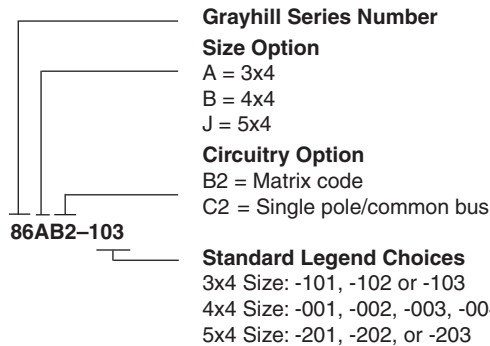 Grayhill Series Number
Size Option
A = 3x4
B = 4x4
J = 5x4
Circuitry Option
B2 = Matrix code
C2 = Single pole/common bus
86AB2–103
Standard Legend Choices
3x4 Size: -101, -102 or -103
4x4 Size: -001, -002, -003,
5x4 Size: -201, -202, or -203